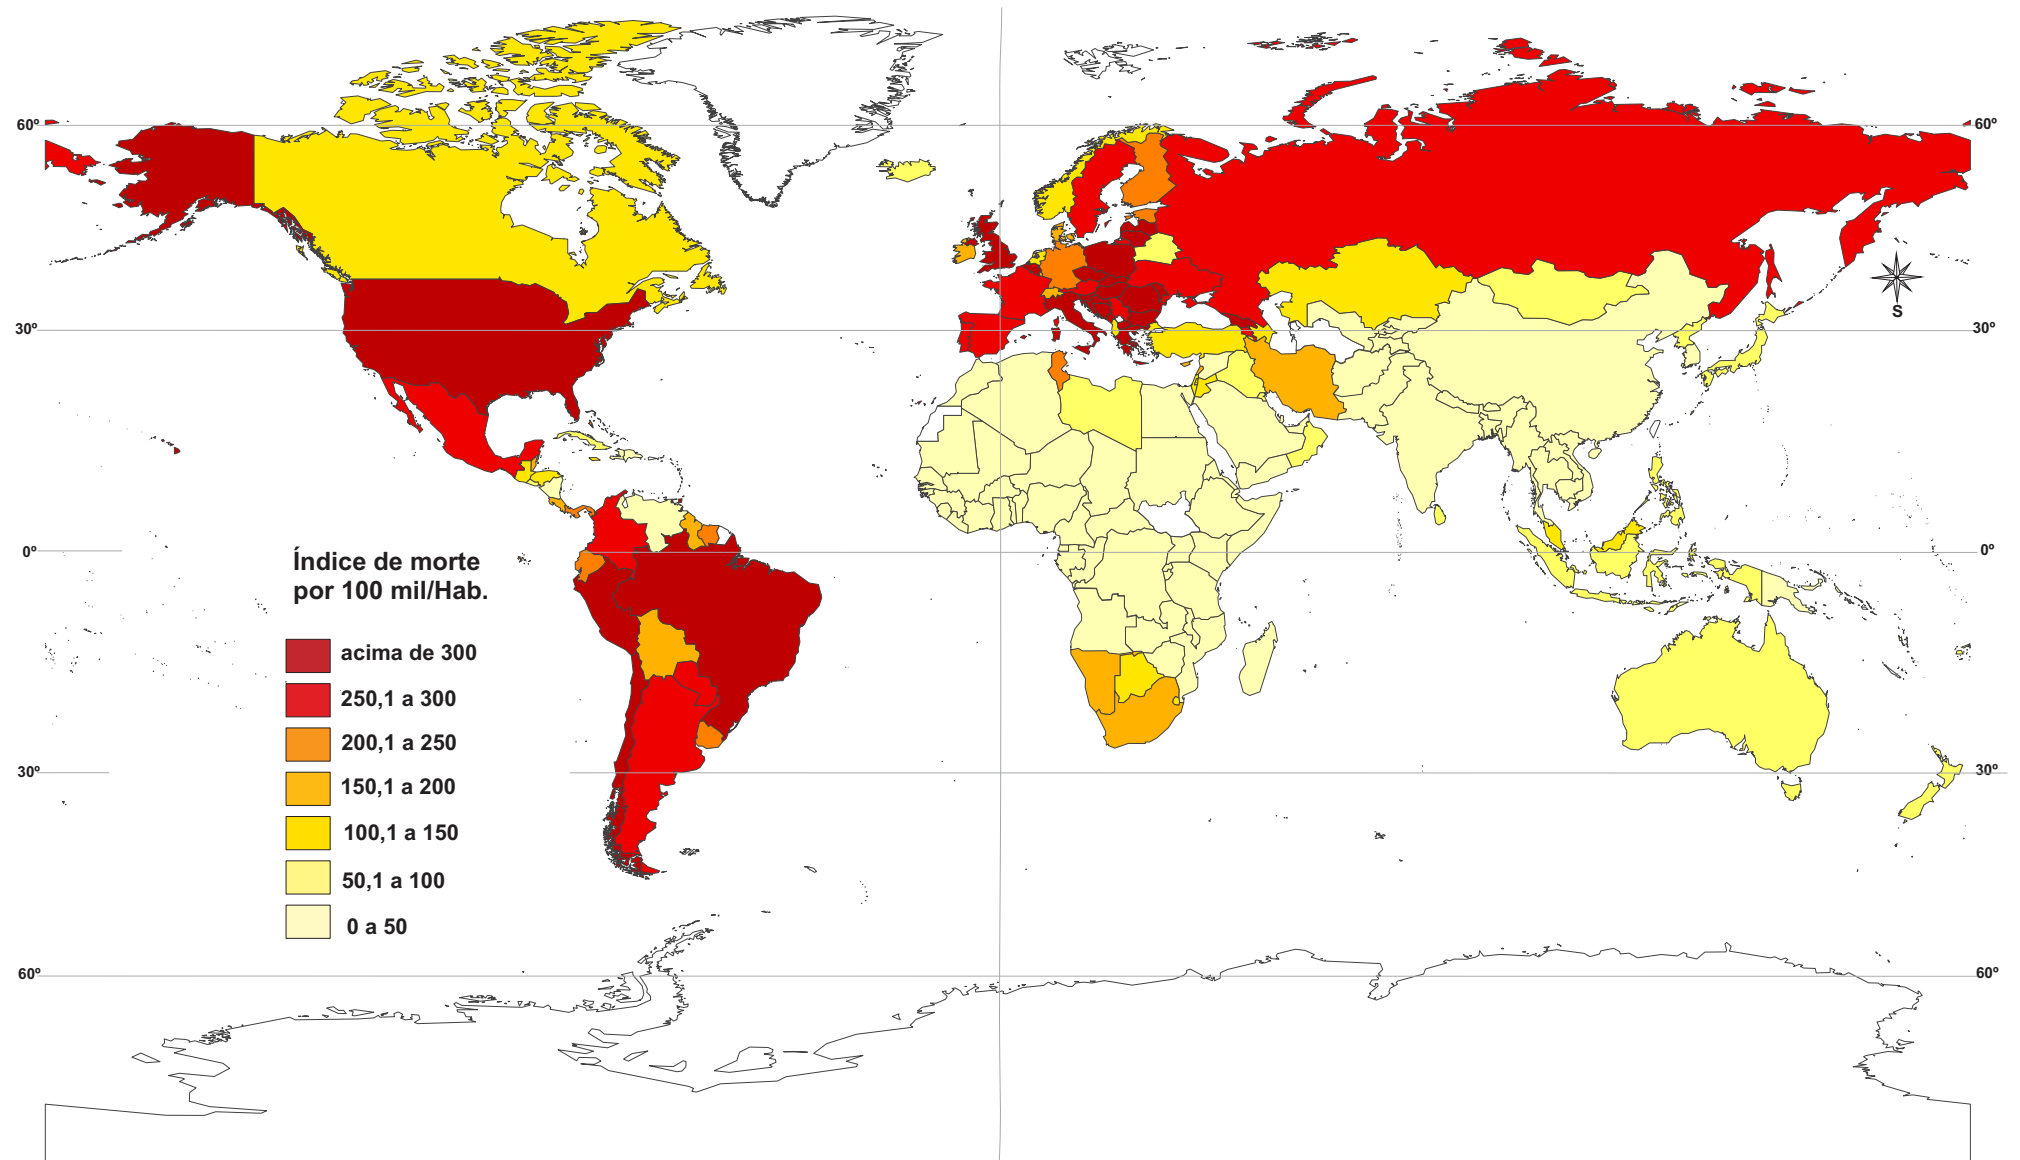 60º
60º
S
30º
30º
0º
0º
Índice de morte
por 100 mil/Hab.
acima de 300
250,1 a 300
200,1 a 250
150,1 a 200
100,1 a 150
50,1 a 100
0 a 50
30º
30º
60º
60º